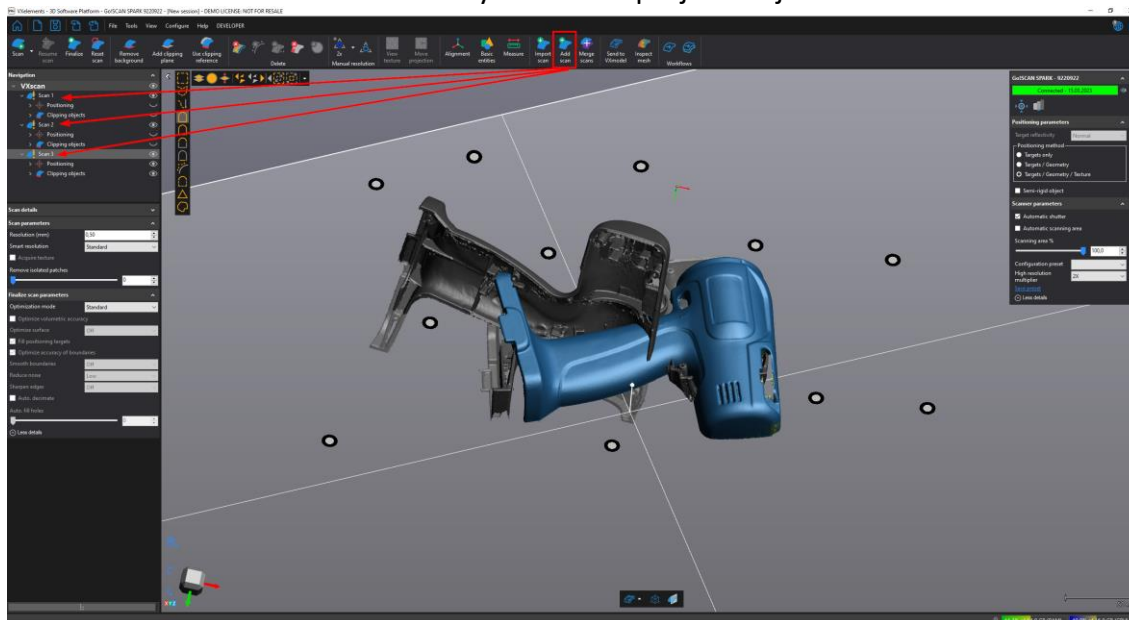 VXelements - 3D Software Platform - Go!SCAN SPARK 9220922 - [New session] - DEMO LICENSE: NOT FOR RESALE
File Tools View Configure Help DEVELOPER
Scan Resume scan Finalize Reset scan Remove background Add clipping plane Use clipping reference Delete 2x Manual resolution View texture Move projection Alignment Basic entities Measure Import scan Add scan Merge scans Send to VXmodel Inspect mesh Workflows
Navigation
VXscan
Scan 1
Positioning
Clipping objects
Scan 2
Positioning
Clipping objects
Scan 3
Positioning
Clipping objects
Scan details
Scan parameters
Resolution (mm) 0,50
Smart resolution Standard
Acquire texture
Remove isolated patches
Finalize scan parameters
Optimization mode Standard
Optimize volumetric accuracy
Optimize surface Off
Fill positioning targets
Optimize accuracy of boundaries
Smooth boundaries Off
Reduce noise Low
Sharpen edges Off
Auto. decimate
Auto. fill holes
Less details
Go!SCAN SPARK - 9220922
Connected - 15.03.2023
Positioning parameters
Target reflectivity Normal
Positioning method
Targets only
Targets / Geometry
Targets / Geometry / Texture
Semi-rigid object
Scanner parameters
Automatic shutter
Automatic scanning area
Scanning area %
100,0
Configuration preset
High resolution multiplier 2X
Save preset
Less details
X Y Z